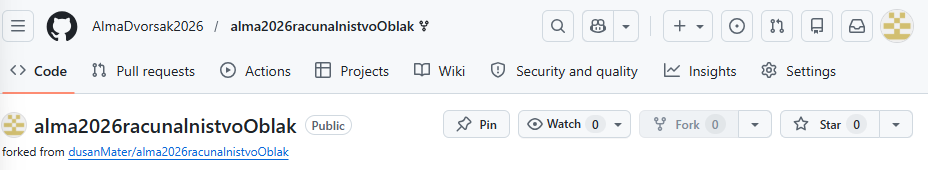 AlmaDvorsak2026 / alma2026racunalnistvoOblak
Code Pull requests Actions Projects Wiki Security and quality Insights Settings
alma2026racunalnistvoOblak Public Pin Watch 0 Fork 0 Star 0
forked from dusanMater/alma2026racunalnistvoOblak